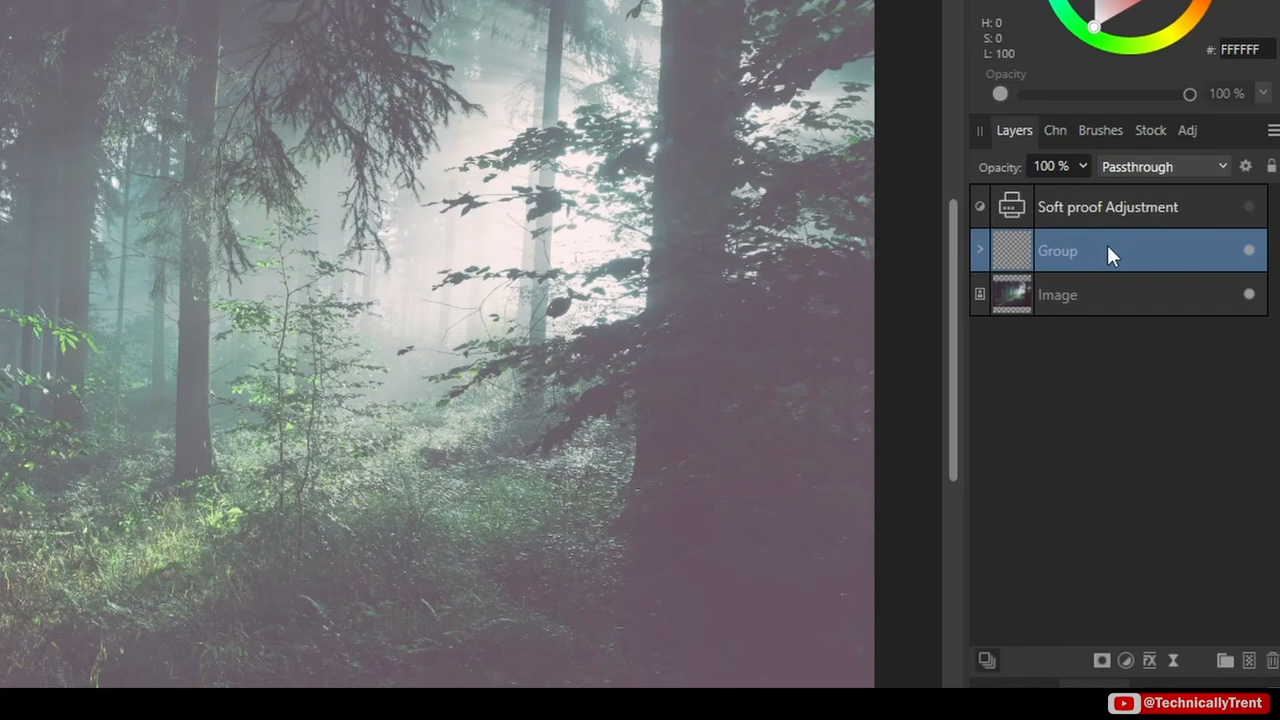 H: 0
S: 0
L: 100
#: FFFFFF
Opacity
100 %
Layers Chn Brushes Stock Adj
Opacity: 100 % Passthrough
Soft proof Adjustment
Group
Image
FX
@TechnicallyTrent